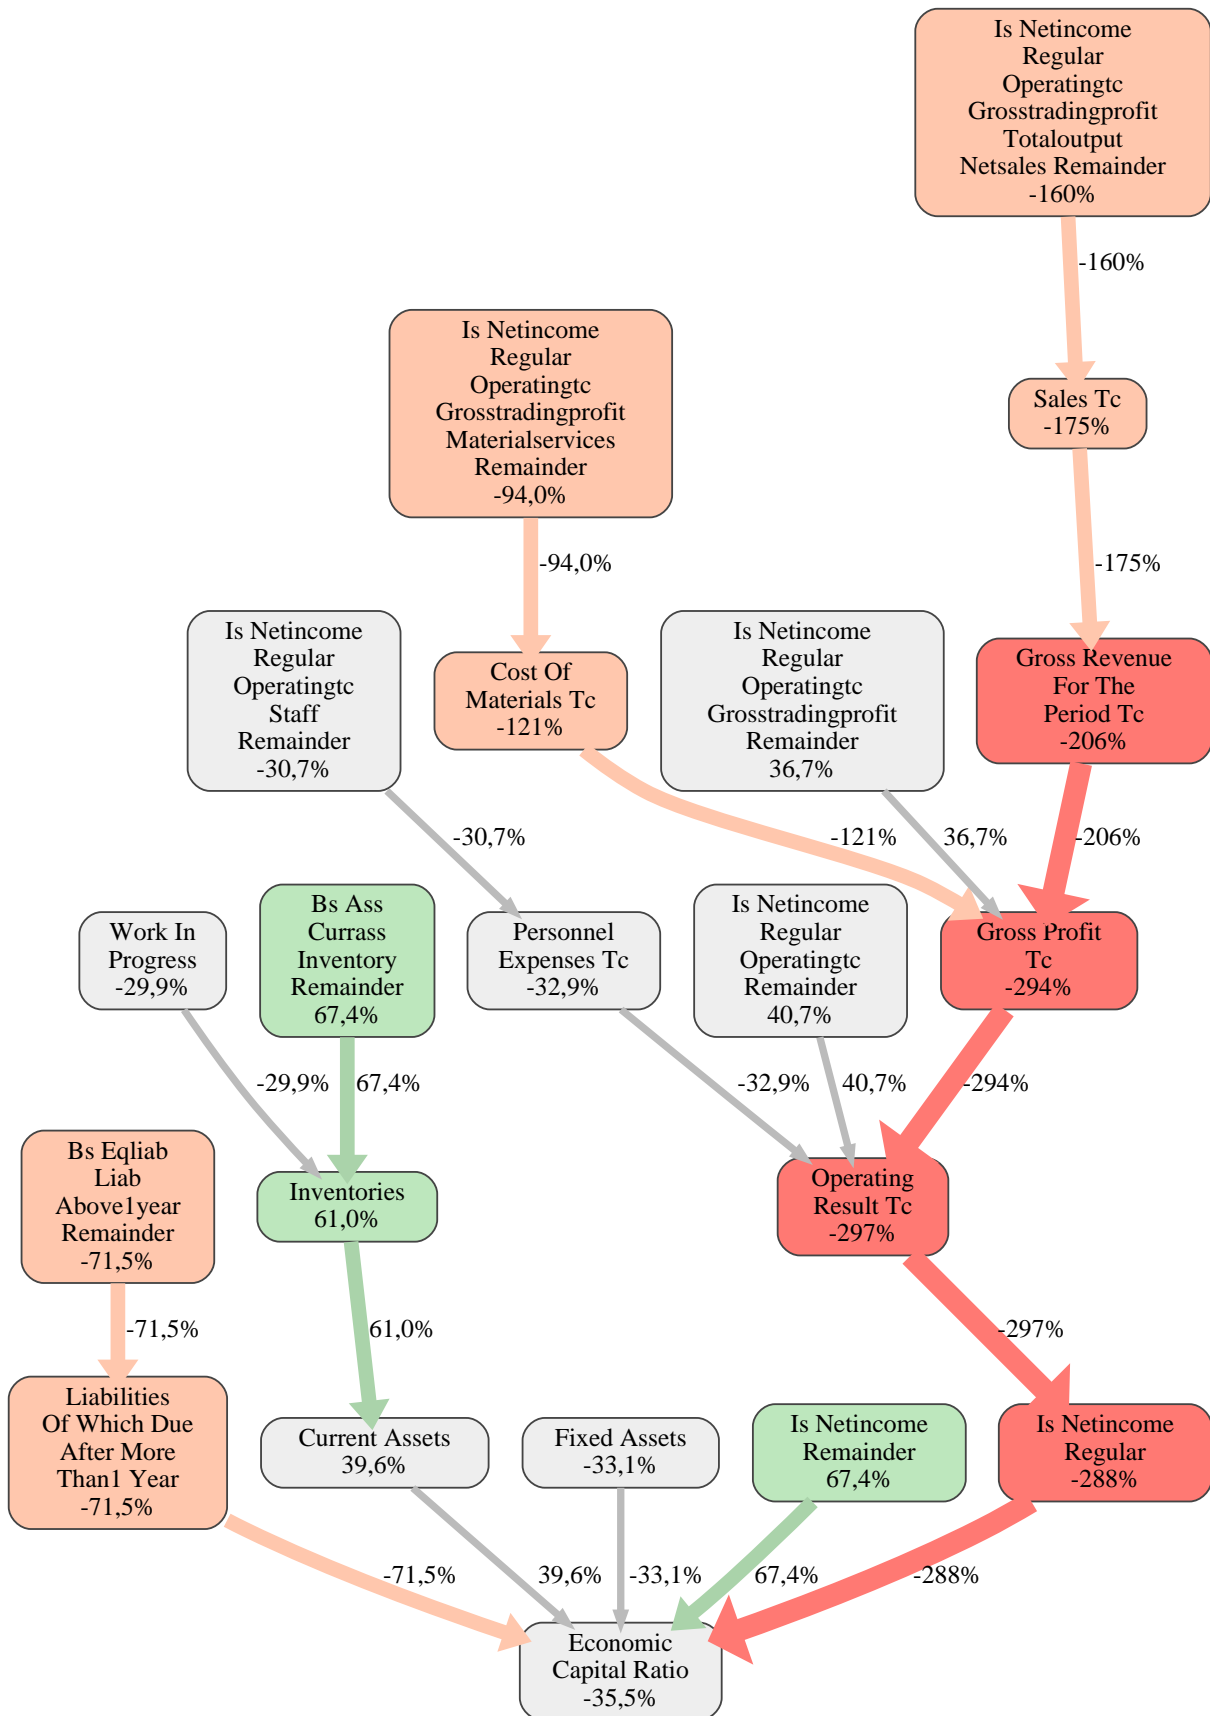 Is Netincome
Regular
Operatingtc
Grosstradingprofit
Totaloutput
Netsales Remainder
-160%
-160%
Is Netincome
Regular
Operatingtc
Grosstradingprofit
Materialservices
Remainder
-94,0%
Sales Tc
-175%
-94,0%
-175%
Is Netincome
Regular
Operatingtc
Staff
Remainder
-30,7%
Cost Of
Materials Tc
-121%
Is Netincome
Regular
Operatingtc
Grosstradingprofit
Remainder
36,7%
Gross Revenue
For The
Period Tc
-206%
-30,7%
-121%
36,7%
-206%
Work In
Progress
-29,9%
Bs Ass
Currass
Inventory
Remainder
67,4%
Personnel
Expenses Tc
-32,9%
Is Netincome
Regular
Operatingtc
Remainder
40,7%
Gross Profit
Tc
-294%
-29,9%
67,4%
-32,9%
40,7%
-294%
Bs Eqliab
Liab
Above1year
Remainder
-71,5%
Inventories
61,0%
Operating
Result Tc
-297%
-71,5%
61,0%
-297%
Liabilities
Of Which Due
After More
Than1 Year
-71,5%
Current Assets
39,6%
Fixed Assets
-33,1%
Is Netincome
Remainder
67,4%
Is Netincome
Regular
-288%
-71,5%
39,6%
-33,1%
67,4%
-288%
Economic
Capital Ratio
-35,5%